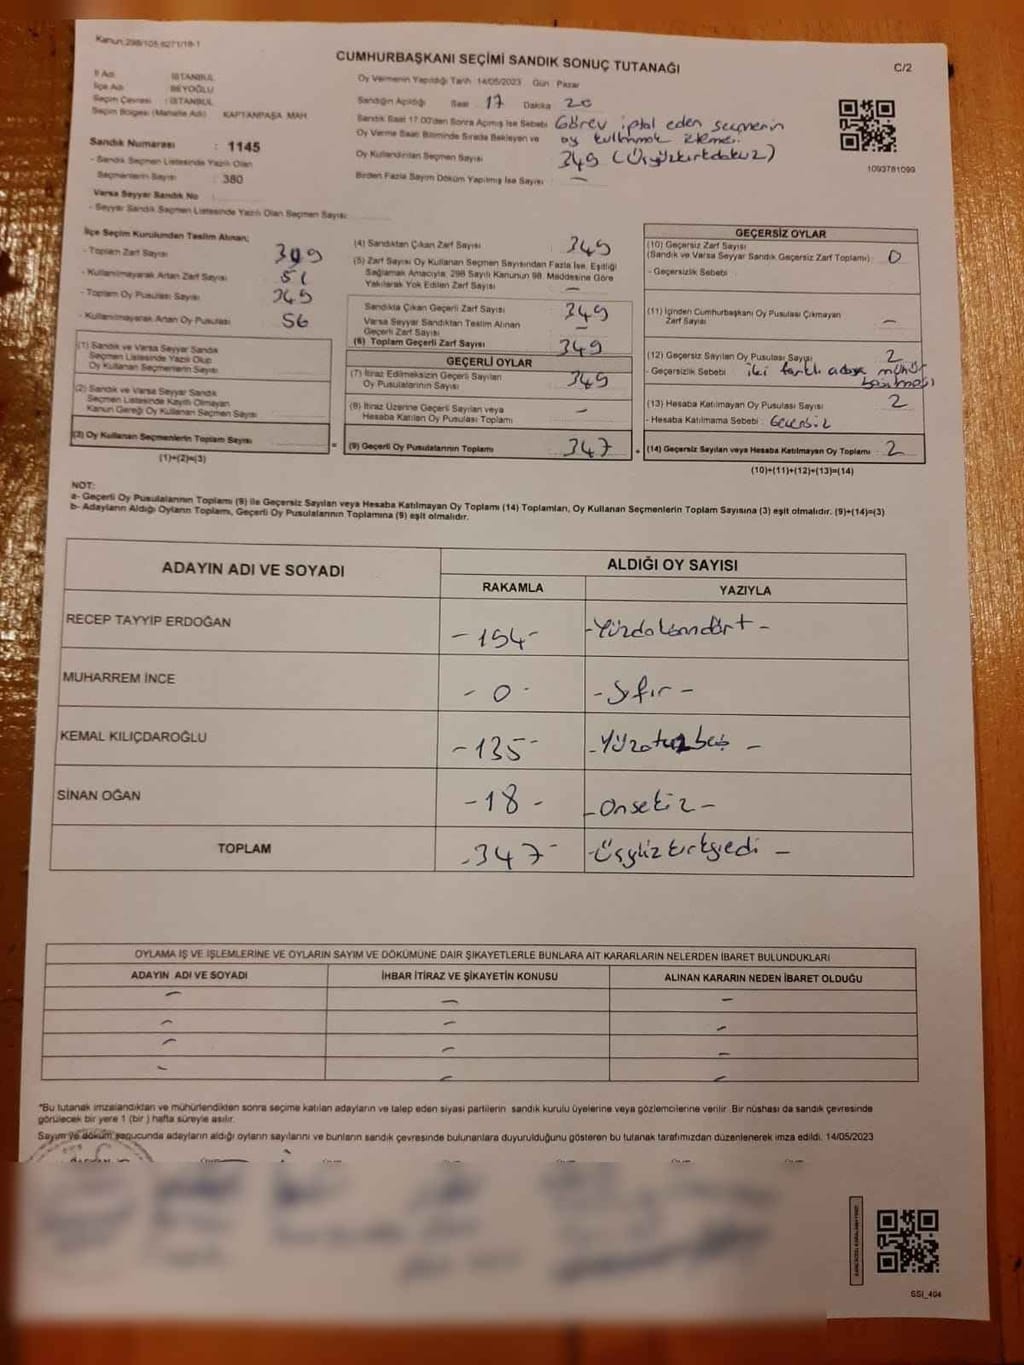 Kanun:298/105,6271/18-1
CUMHURBAŞKANI SEÇİMİ SANDIK SONUÇ TUTANAĞI
C/2
İl Adı : İSTANBUL
İlçe Adı : BEYOĞLU
Seçim Çevresi : İSTANBUL
Seçim Bölgesi (Mahalle Adı) : KAPTANPAŞA MAH
Sandık Numarası : 1145
- Sandık Seçmen Listesinde Yazılı Olan
Seçmenlerin Sayısı : 380
Varsa Seyyar Sandık No :
- Seyyar Sandık Seçmen Listesinde Yazılı Olan Seçmen Sayısı:
Oy Vermenin Yapıldığı Tarih 14/05/2023 Gün Pazar
Sandığın Açıldığı Saat 17 Dakika 20
Sandık Saat 17:00'den Sonra Açılmış İse Sebebi Görev iptal eden seçmenin
Oy Verme Saati Bitiminde Sırada Bekleyen ve oy kullanmak
Oy Kullandırılan Seçmen Sayısı 349 (Üçyüzkırkdokuz)
Birden Fazla Sayım Döküm Yapılmış İse Sayısı : —
1093781099
İlçe Seçim Kurulundan Teslim Alınan;
- Toplam Zarf Sayısı
- Kullanılmayarak Artan Zarf Sayısı :
- Toplam Oy Pusulası Sayısı : 349
- Kullanılmayarak Artan Oy Pusulası : 56
(1) Sandık ve Varsa Seyyar Sandık
Seçmen Listesinde Yazılı Olup
Oy Kullanan Seçmenlerin Sayısı
(2) Sandık ve Varsa Seyyar Sandık
Seçmen Listesinde Kayıtlı Olmayan
Kanun Gereği Oy Kullanan Seçmen Sayısı
(3) Oy Kullanan Seçmenlerin Toplam Sayısı
(1)+(2)=(3)
(4) Sandıktan Çıkan Zarf Sayısı 349
(5) Zarf Sayısı Oy Kullanan Seçmen Sayısından Fazla İse, Eşitliği
Sağlamak Amacıyla, 298 Sayılı Kanunun 98. Maddesine Göre
Yakılarak Yok Edilen Zarf Sayısı —
Sandıkta Çıkan Geçerli Zarf Sayısı 349
Varsa Seyyar Sandıktan Teslim Alınan
Geçerli Zarf Sayısı —
(6) Toplam Geçerli Zarf Sayısı 349
GEÇERLİ OYLAR
(7) İtiraz Edilmeksizin Geçerli Sayılan
Oy Pusulalarının Sayısı 349
(8) İtiraz Üzerine Geçerli Sayılan veya
Hesaba Katılan Oy Pusulası Toplamı —
(9) Geçerli Oy Pusulalarının Toplamı 347
GEÇERSİZ OYLAR
(10) Geçersiz Zarf Sayısı
(Sandık ve Varsa Seyyar Sandık Geçersiz Zarf Toplamı) : 0
- Geçersizlik Sebebi :
(11) İçinden Cumhurbaşkanı Oy Pusulası Çıkmayan
Zarf Sayısı —
(12) Geçersiz Sayılan Oy Pusulası Sayısı 2
- Geçersizlik Sebebi : iki farklı adaya mühür
basılması
(13) Hesaba Katılmayan Oy Pusulası Sayısı 2
- Hesaba Katılmama Sebebi : Geçersiz
(14) Geçersiz Sayılan veya Hesaba Katılmayan Oy Toplamı 2
(10)+(11)+(12)+(13)=(14)
NOT:
a- Geçerli Oy Pusulalarının Toplamı (9) ile Geçersiz Sayılan veya Hesaba Katılmayan Oy Toplamı (14) Toplamları, Oy Kullanan Seçmenlerin Toplam Sayısına (3) eşit olmalıdır. (9)+(14)=(3)
b- Adayların Aldığı Oyların Toplamı, Geçerli Oy Pusulalarının Toplamına (9) eşit olmalıdır.
ADAYIN ADI VE SOYADI
ALDIĞI OY SAYISI
RAKAMLA YAZIYLA
RECEP TAYYİP ERDOĞAN -194- -Yüzdoksandört-
MUHARREM İNCE -0- -Sıfır-
KEMAL KILIÇDAROĞLU -135- -Yüzotuzbeş-
SİNAN OĞAN -18- -Onsekiz-
TOPLAM -347- -Üçyüzkırkyedi-
OYLAMA İŞ VE İŞLEMLERİNE VE OYLARIN SAYIM VE DÖKÜMÜNE DAİR ŞİKAYETLERLE BUNLARA AİT KARARLARIN NELERDEN İBARET BULUNDUKLARI
ADAYIN ADI VE SOYADI İHBAR İTİRAZ VE ŞİKAYETİN KONUSU ALINAN KARARIN NEDEN İBARET OLDUĞU
— — —
— — —
— — —
— — —
*Bu tutanak imzalandıktan ve mühürlendikten sonra seçime katılan adayların ve talep eden siyasi partilerin sandık kurulu üyelerine veya gözlemcilerine verilir. Bir nüshası da sandık çevresinde
görülecek bir yere 1 (bir ) hafta süreyle asılır.
Sayım ve döküm sonucunda adayların aldığı oyların sayılarını ve bunların sandık çevresinde bulunanlara duyurulduğunu gösteren bu tutanak tarafımızdan düzenlenerek imza edildi. 14/05/2023
SSI_404